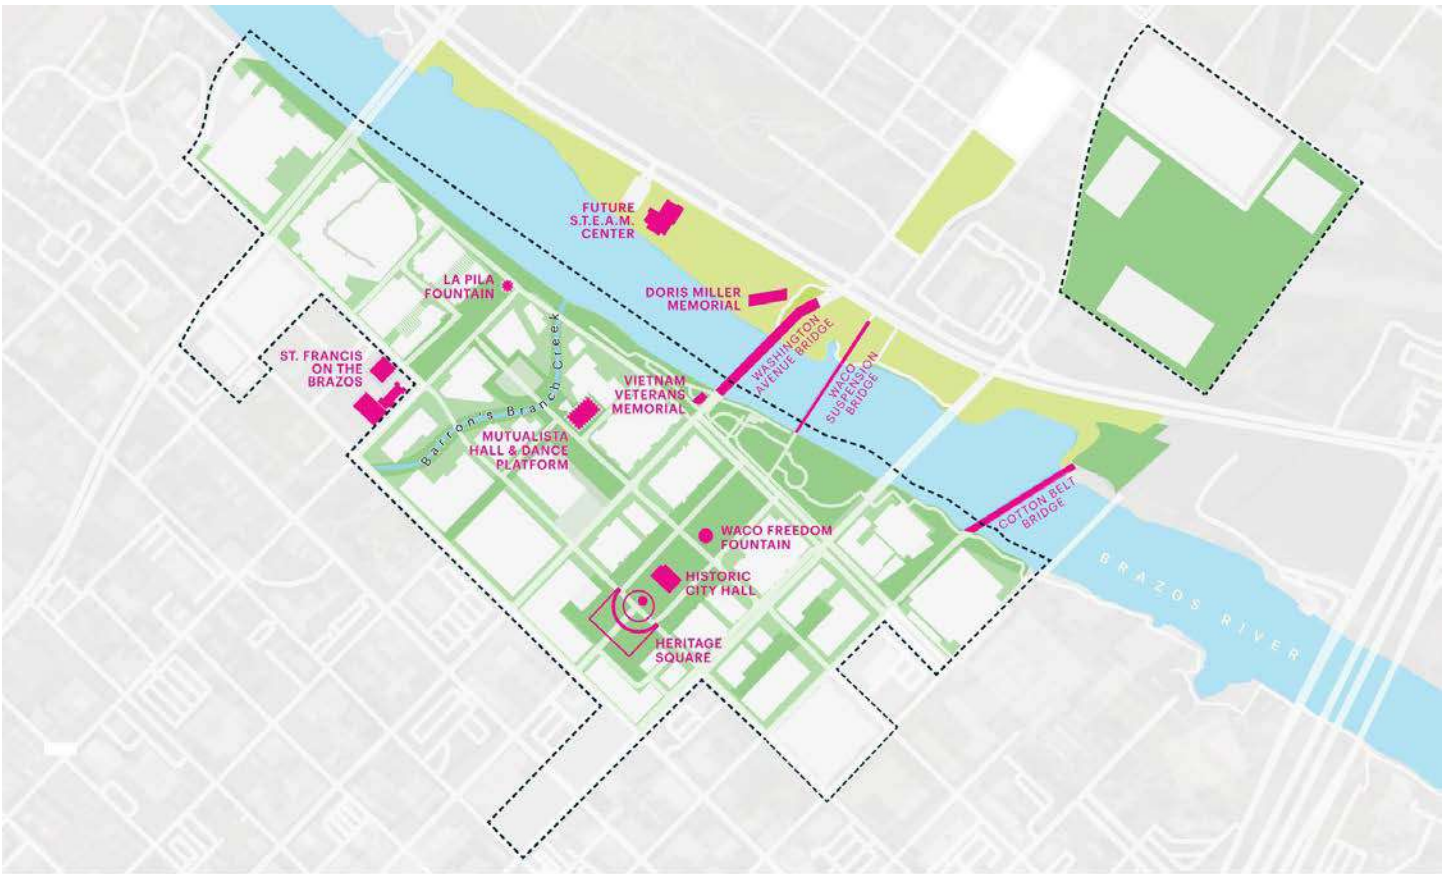 FUTURE
S.T.E.A.M.
CENTER
LA PILA
FOUNTAIN
DORIS MILLER
MEMORIAL
WASHINGTON
AVENUE BRIDGE
WACO
SUSPENSION
BRIDGE
ST. FRANCIS
ON THE
BRAZOS
Barron's Branch Creek
VIETNAM
VETERANS
MEMORIAL
MUTUALISTA
HALL & DANCE
PLATFORM
COTTON BELT
BRIDGE
WACO FREEDOM
FOUNTAIN
HISTORIC
CITY HALL
HERITAGE
SQUARE
BRAZOS RIVER